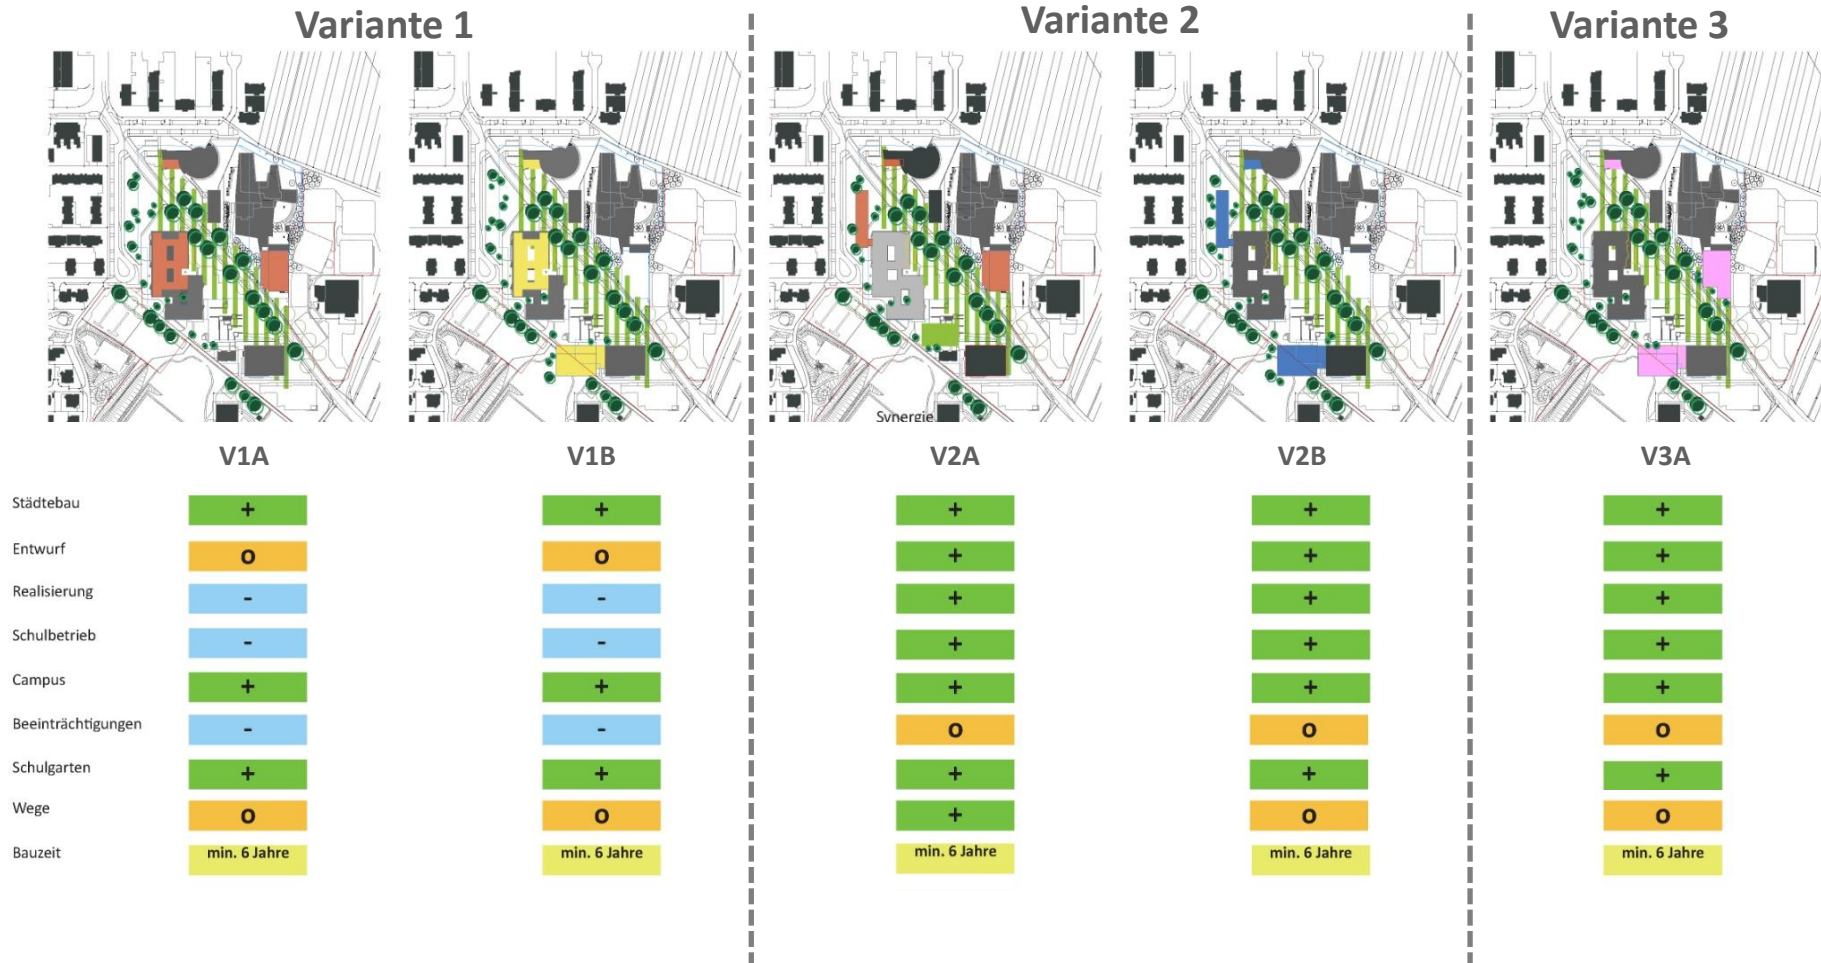 Variante 1
Variante 2
Variante 3
Synergie
V1A
V1B
V2A
V2B
V3A
Städtebau
+
+
+
+
+
Entwurf
o
o
+
+
+
Realisierung
-
-
+
+
+
Schulbetrieb
-
-
+
+
+
Campus
+
+
+
+
+
Beeinträchtigungen
-
-
o
o
o
Schulgarten
+
+
+
+
+
Wege
o
o
+
o
o
Bauzeit
min. 6 Jahre
min. 6 Jahre
min. 6 Jahre
min. 6 Jahre
min. 6 Jahre